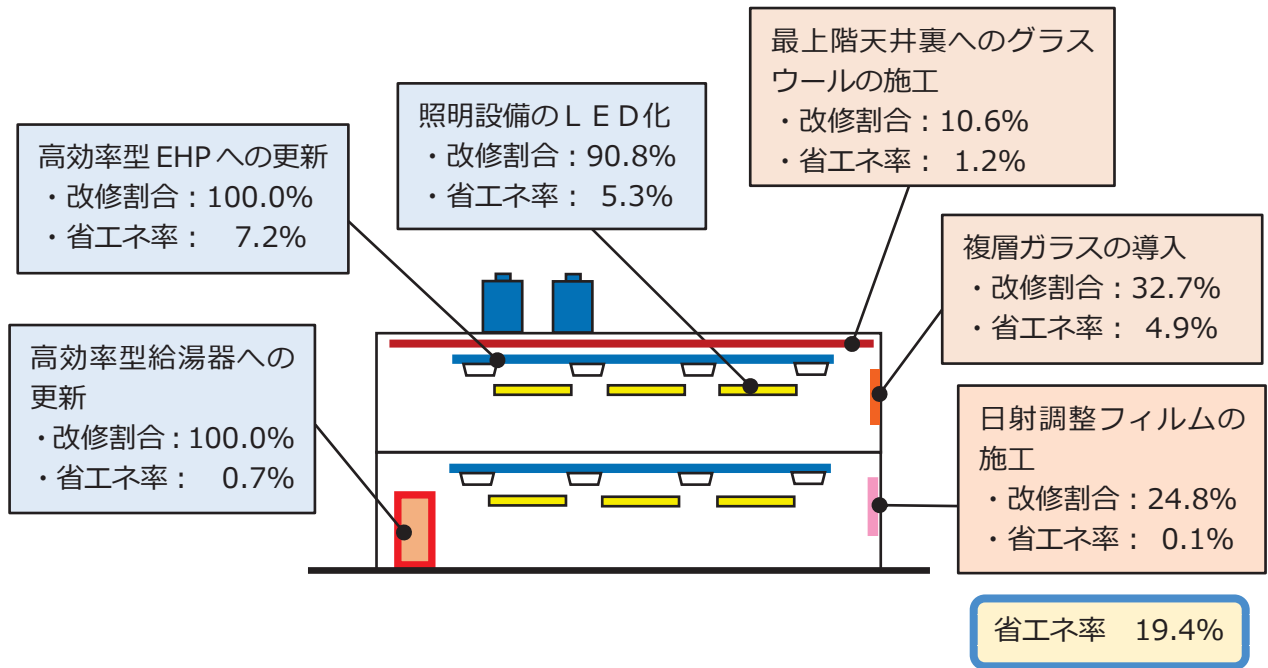 最上階天井裏へのグラス
ウールの施工
・改修割合：10.6%
・省エネ率： 1.2%
照明設備のＬＥＤ化
・改修割合：90.8%
・省エネ率： 5.3%
高効率型EHPへの更新
・改修割合：100.0%
・省エネ率： 7.2%
複層ガラスの導入
・改修割合：32.7%
・省エネ率： 4.9%
高効率型給湯器への
更新
・改修割合：100.0%
・省エネ率： 0.7%
日射調整フィルムの
施工
・改修割合：24.8%
・省エネ率： 0.1%
省エネ率 19.4%